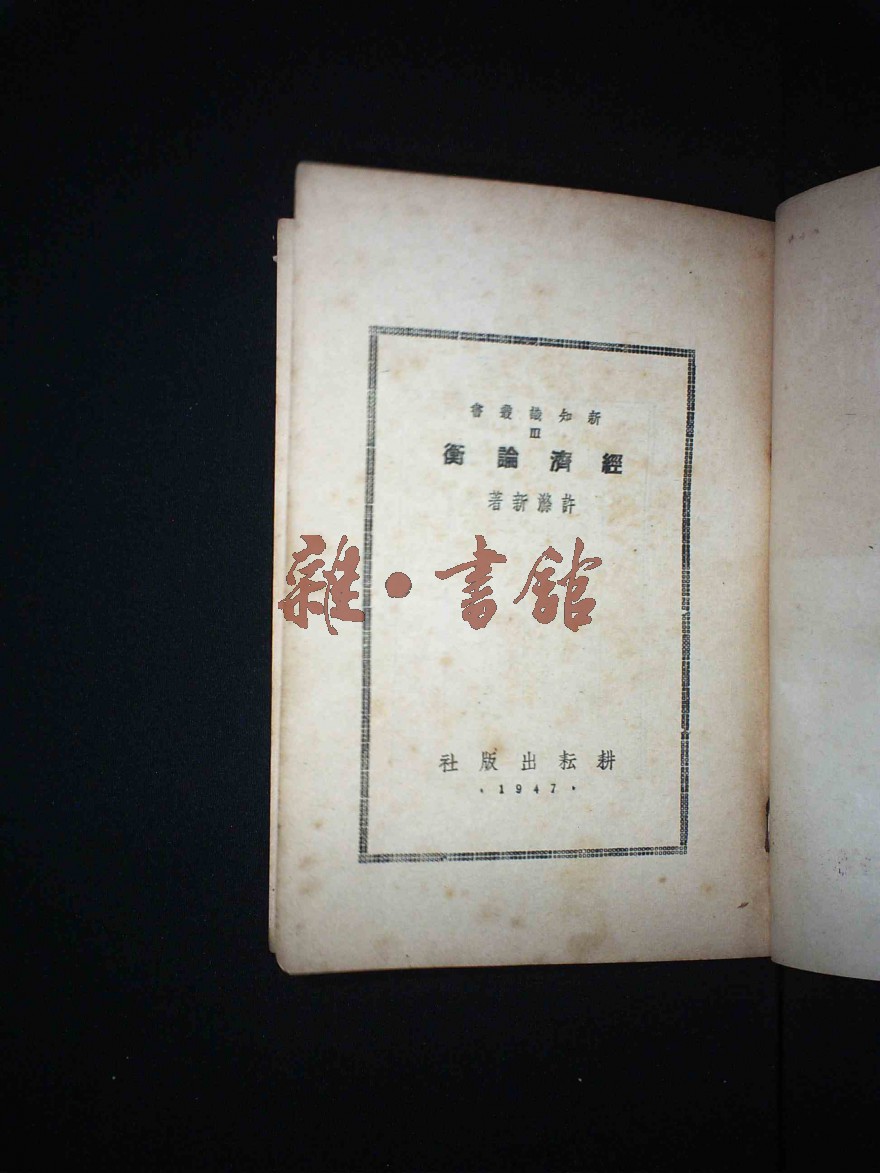 新知識叢書
III
經濟論衡
許滌新著
雜·書館
耕耘出版社
·1947·